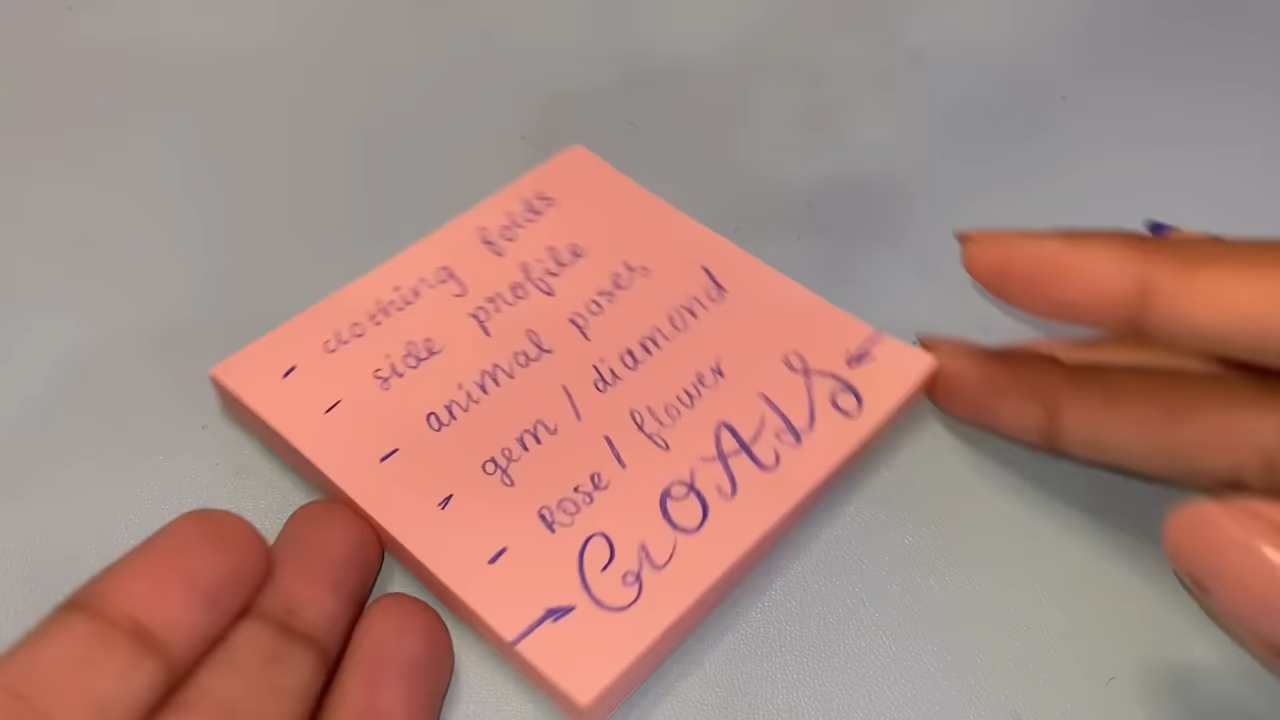 - clothing folds
- side profile
- animal poses
- gem / diamond
- Rose / flower
→ GOALS ←